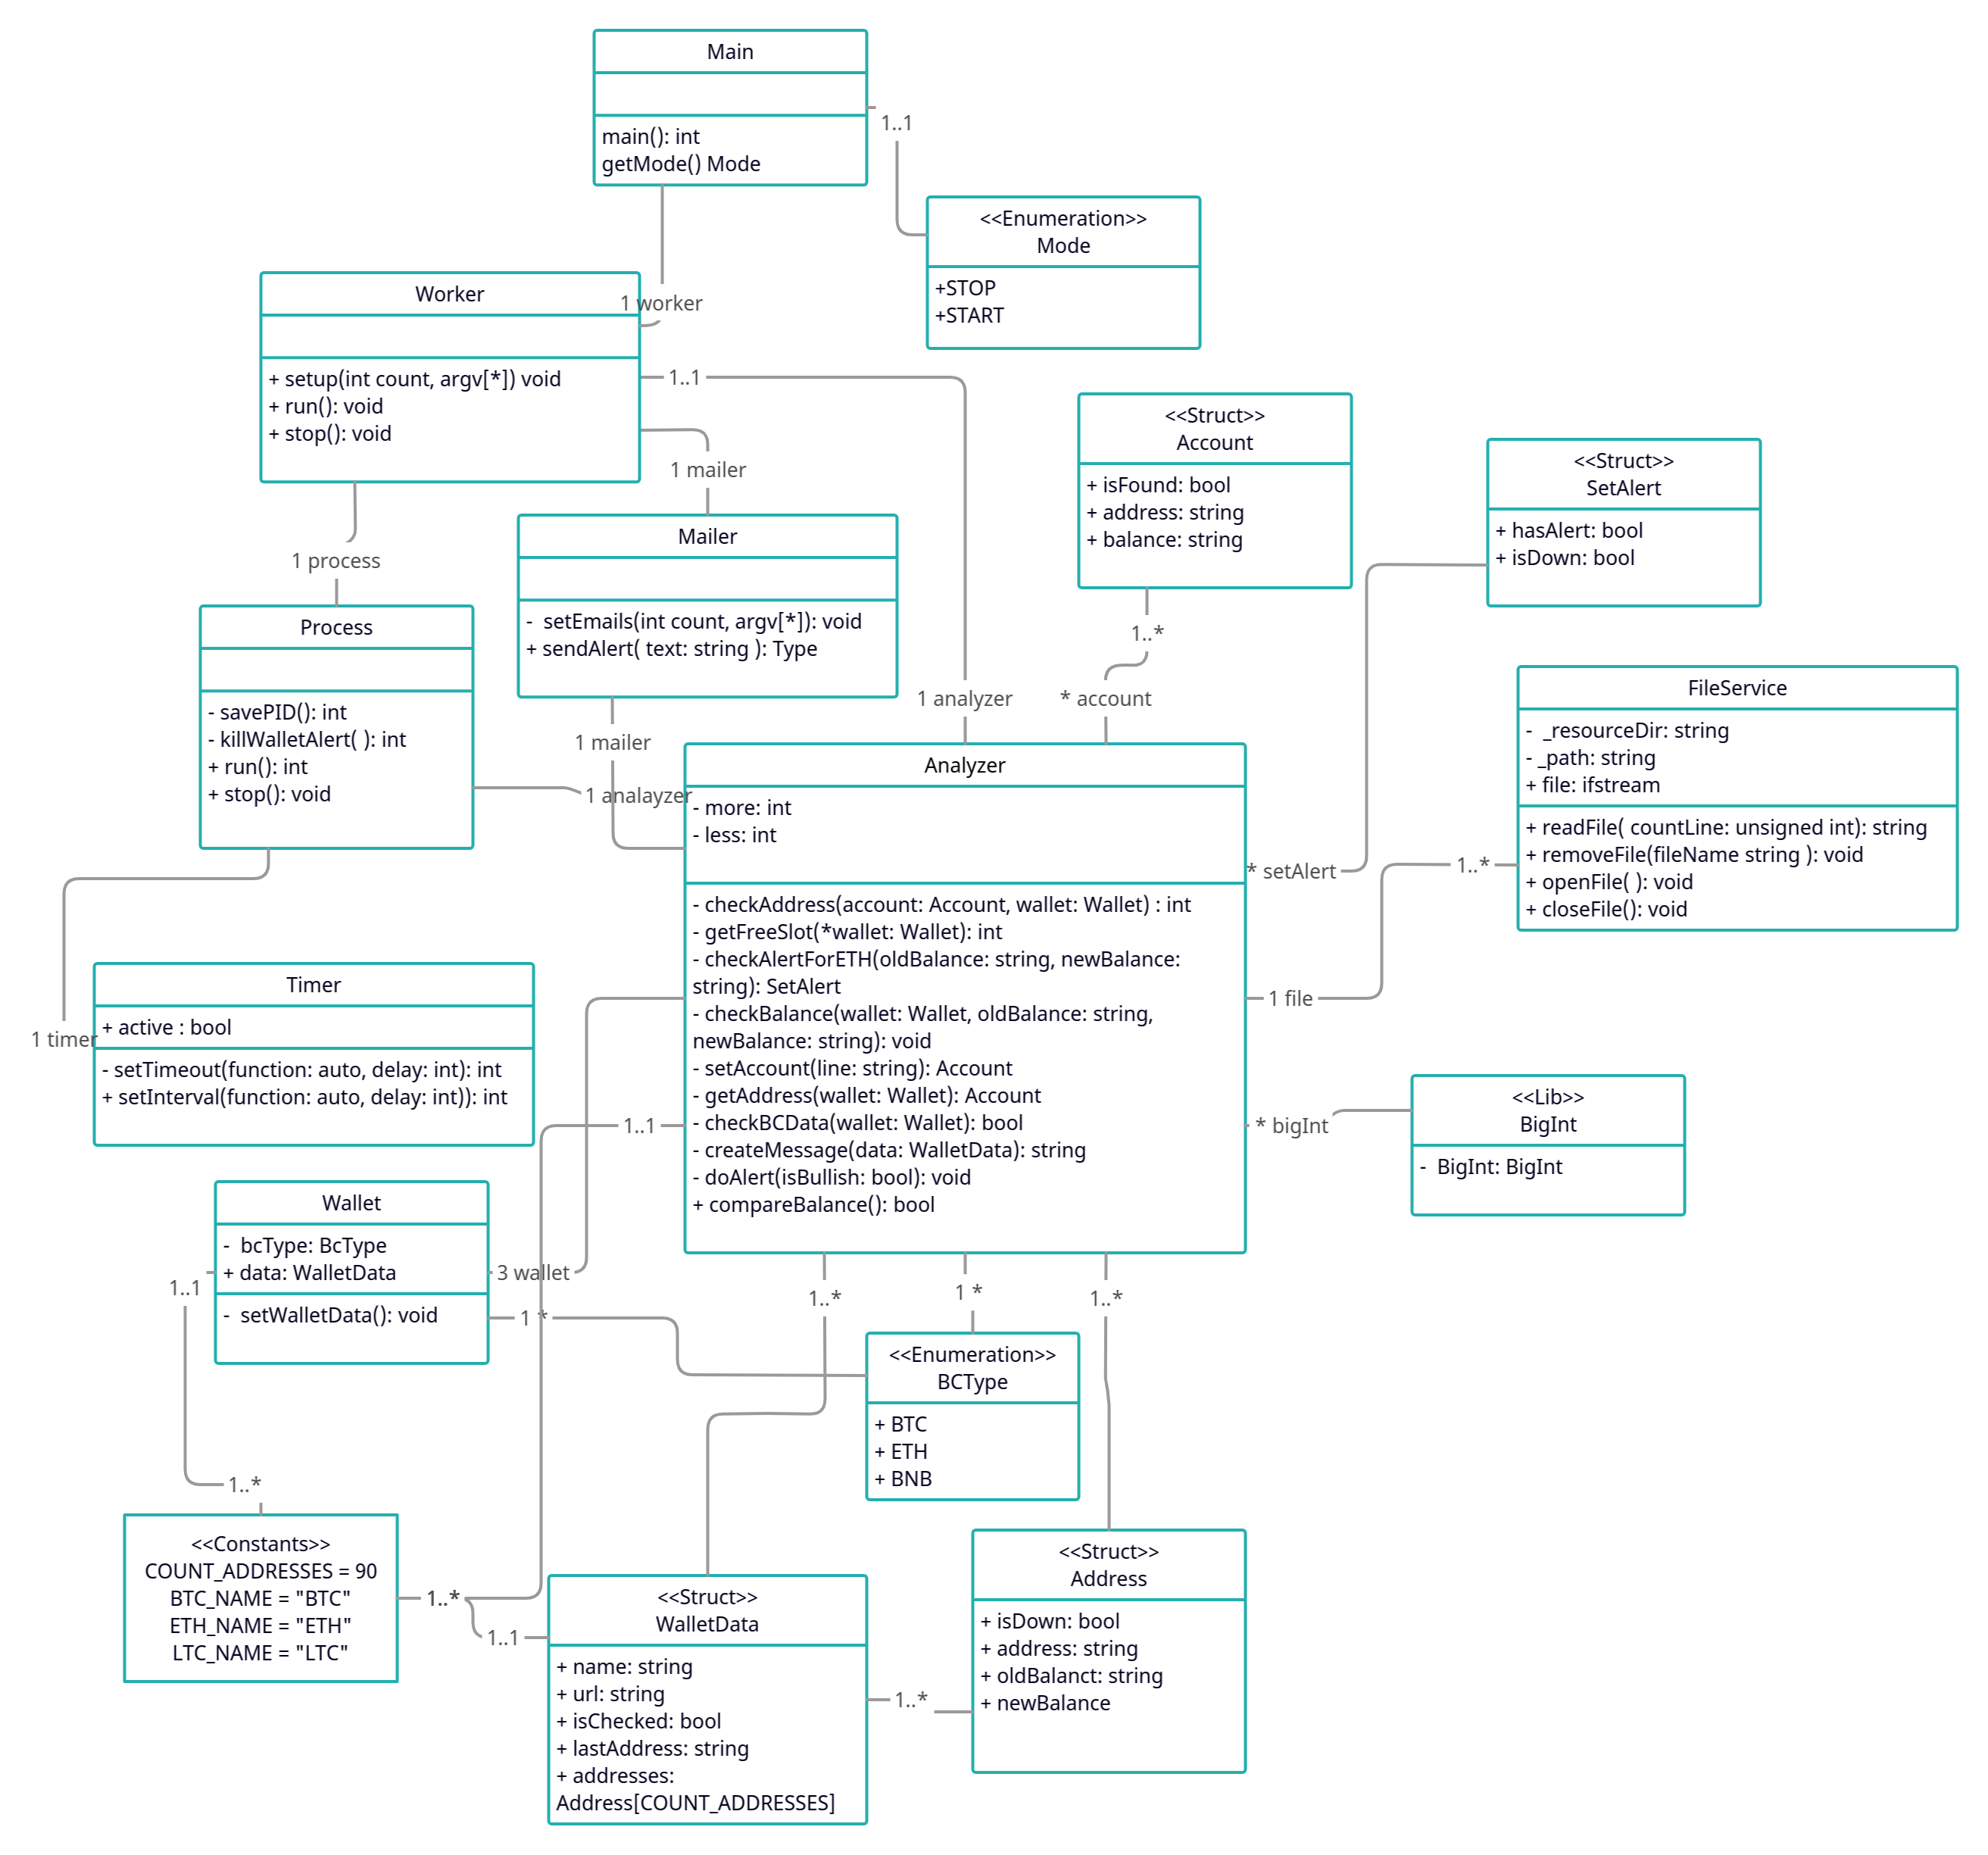 Main
main(): int
getMode() Mode
1..1
<<Enumeration>>
Mode
+STOP
+START
1 worker
Worker
+ setup(int count, argv[*]) void
+ run(): void
+ stop(): void
1..1
1 mailer
1 process
1 analyzer
Mailer
-  setEmails(int count, argv[*]): void
+ sendAlert( text: string ): Type
<<Struct>>
Account
+ isFound: bool
+ address: string
+ balance: string
1..*
* account
<<Struct>>
SetAlert
+ hasAlert: bool
+ isDown: bool
* setAlert
Process
- savePID(): int
- killWalletAlert( ): int
+ run(): int
+ stop(): void
1 mailer
1 analayzer
FileService
-  _resourceDir: string
- _path: string
+ file: ifstream
+ readFile( countLine: unsigned int): string
+ removeFile(fileName string ): void
+ openFile( ): void
+ closeFile(): void
1..*
1 file
Analyzer
- more: int
- less: int
- checkAddress(account: Account, wallet: Wallet) : int
- getFreeSlot(*wallet: Wallet): int
- checkAlertForETH(oldBalance: string, newBalance:
string): SetAlert
- checkBalance(wallet: Wallet, oldBalance: string,
newBalance: string): void
- setAccount(line: string): Account
- getAddress(wallet: Wallet): Account
- checkBCData(wallet: Wallet): bool
- createMessage(data: WalletData): string
- doAlert(isBullish: bool): void
+ compareBalance(): bool
Timer
+ active : bool
- setTimeout(function: auto, delay: int): int
+ setInterval(function: auto, delay: int)): int
1 timer
1..1
* bigInt
<<Lib>>
BigInt
-  BigInt: BigInt
Wallet
-  bcType: BcType
+ data: WalletData
-  setWalletData(): void
1..1
3 wallet
1 *
1..*
1 *
1..*
<<Enumeration>>
BCType
+ BTC
+ ETH
+ BNB
1..*
<<Constants>>
COUNT_ADDRESSES = 90
BTC_NAME = "BTC"
ETH_NAME = "ETH"
LTC_NAME = "LTC"
1..*
1..1
<<Struct>>
WalletData
+ name: string
+ url: string
+ isChecked: bool
+ lastAddress: string
+ addresses:
Address[COUNT_ADDRESSES]
1..*
<<Struct>>
Address
+ isDown: bool
+ address: string
+ oldBalanct: string
+ newBalance